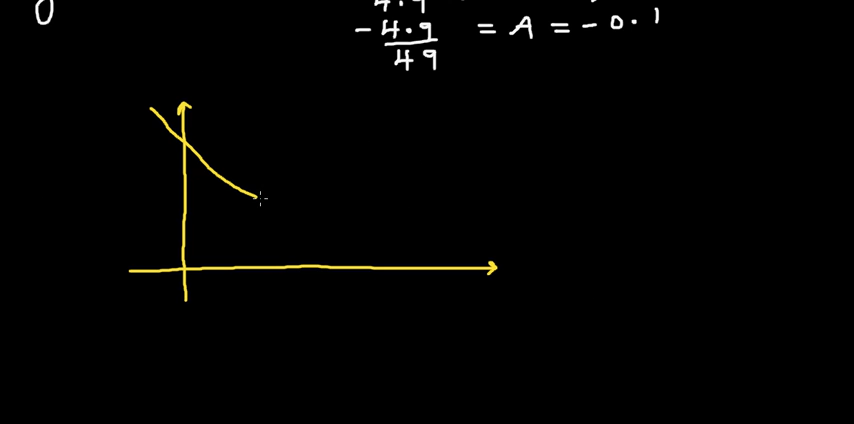 - 4.9 = A = - 0.1
49